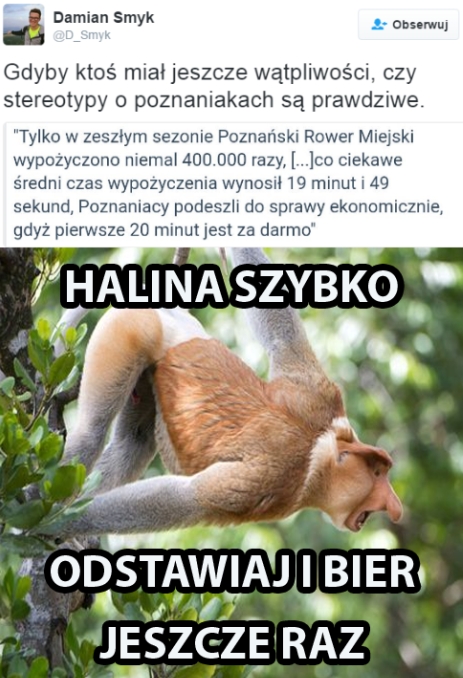 Damian Smyk
@D_Smyk
Obserwuj
Gdyby ktoś miał jeszcze wątpliwości, czy
stereotypy o poznaniakach są prawdziwe.
"Tylko w zeszłym sezonie Poznański Rower Miejski
wypożyczono niemal 400.000 razy, [...]co ciekawe
średni czas wypożyczenia wynosił 19 minut i 49
sekund, Poznaniacy podeszli do sprawy ekonomicznie,
gdyż pierwsze 20 minut jest za darmo"
HALINA SZYBKO
ODSTAWIAJ I BIER
JESZCZE RAZ